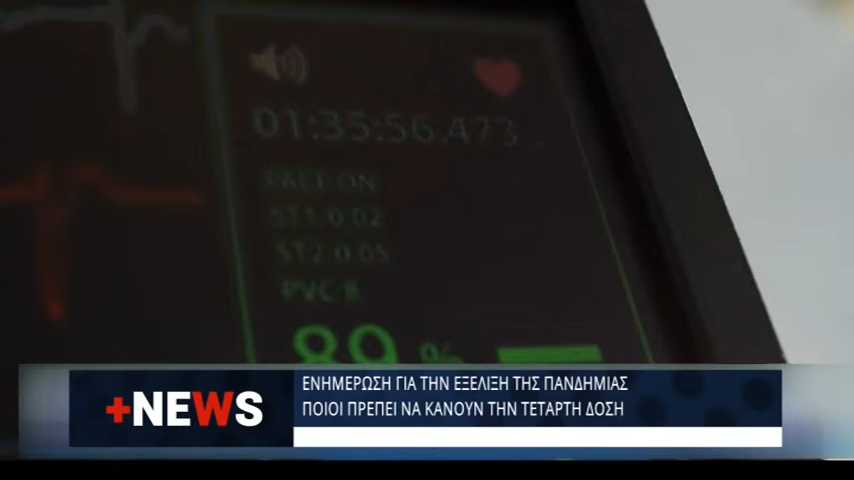 01:35:56.473
PACE ON
ST1 0.02
ST2 0.05
PVC 8
89 %
+NEWS
ΕΝΗΜΕΡΩΣΗ ΓΙΑ ΤΗΝ ΕΞΕΛΙΞΗ ΤΗΣ ΠΑΝΔΗΜΙΑΣ
ΠΟΙΟΙ ΠΡΕΠΕΙ ΝΑ ΚΑΝΟΥΝ ΤΗΝ ΤΕΤΑΡΤΗ ΔΟΣΗ